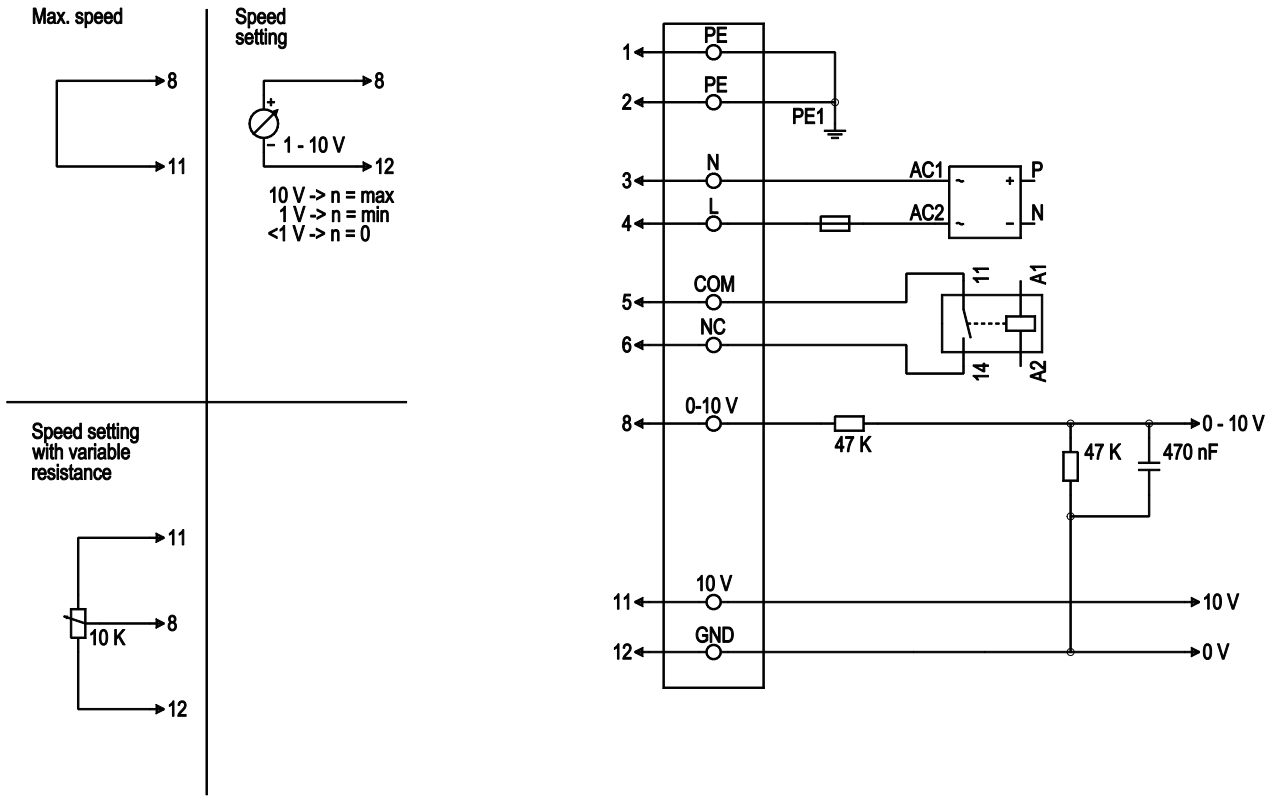 Max. speed
8
11
Speed
setting
8
+
-
1 - 10 V
12
10 V -> n = max
1 V -> n = min
<1 V -> n = 0
Speed setting
with variable
resistance
11
8
10 K
12
1
PE
2
PE
PE1
3
N
AC1
~
+
P
4
L
AC2
~
-
N
5
COM
11
A1
6
NC
14
A2
8
0-10 V
47 K
47 K
470 nF
0 - 10 V
11
10 V
10 V
12
GND
0 V